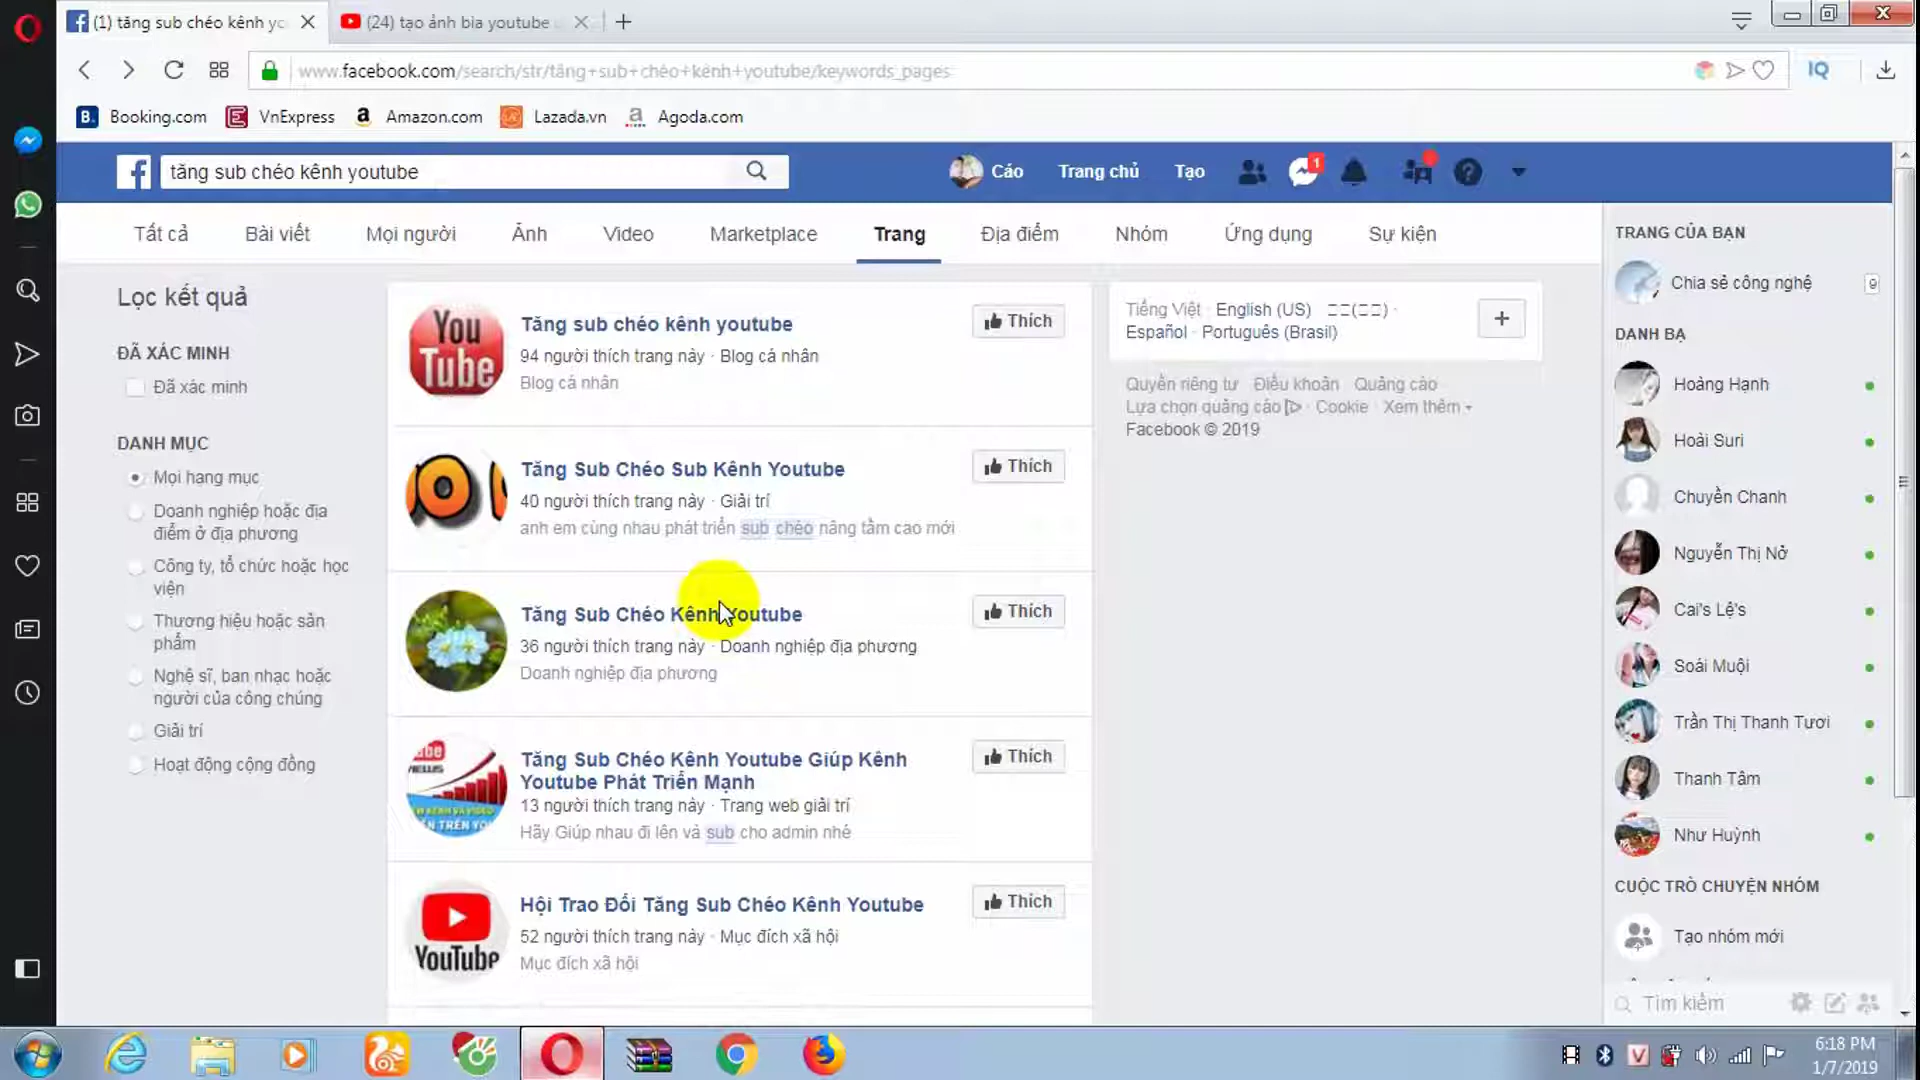 (1) tăng sub chéo kênh yo
(24) tạo ảnh bìa youtube
www.facebook.com/search/str/tăng+sub+chéo+kênh+youtube/keywords_pages
IQ
B. Booking.com
VnExpress
a Amazon.com
Lazada.vn
a Agoda.com
tăng sub chéo kênh youtube
Cáo
Trang chủ
Tạo
1
Tất cả
Bài viết
Mọi người
Ảnh
Video
Marketplace
Trang
Địa điểm
Nhóm
Ứng dụng
Sự kiện
Lọc kết quả
ĐÃ XÁC MINH
Đã xác minh
DANH MỤC
Mọi hạng mục
Doanh nghiệp hoặc địa
điểm ở địa phương
Công ty, tổ chức hoặc học
viện
Thương hiệu hoặc sản
phẩm
Nghệ sĩ, ban nhạc hoặc
người của công chúng
Giải trí
Hoạt động cộng đồng
You
Tube
Tăng sub chéo kênh youtube
94 người thích trang này · Blog cá nhân
Blog cá nhân
Thích
Tăng Sub Chéo Sub Kênh Youtube
40 người thích trang này · Giải trí
anh em cùng nhau phát triển sub chéo nâng tầm cao mới
Thích
Tăng Sub Chéo Kênh Youtube
36 người thích trang này · Doanh nghiệp địa phương
Doanh nghiệp địa phương
Thích
Tăng Sub Chéo Kênh Youtube Giúp Kênh
Youtube Phát Triển Mạnh
13 người thích trang này · Trang web giải trí
Hãy Giúp nhau đi lên và sub cho admin nhé
Thích
YouTube
Hội Trao Đổi Tăng Sub Chéo Kênh Youtube
52 người thích trang này · Mục đích xã hội
Mục đích xã hội
Thích
Tiếng Việt · English (US) · □□(□□) ·
Español · Português (Brasil)
Quyền riêng tư · Điều khoản · Quảng cáo
Lựa chọn quảng cáo · Cookie · Xem thêm
Facebook © 2019
TRANG CỦA BẠN
Chia sẻ công nghệ
9
DANH BẠ
Hoàng Hạnh
Hoài Suri
Chuyền Chanh
Nguyễn Thị Nở
Cai's Lệ's
Soái Muội
Trần Thị Thanh Tươi
Thanh Tâm
Như Huỳnh
CUỘC TRÒ CHUYỆN NHÓM
Tạo nhóm mới
Tìm kiếm
6:18 PM
1/7/2019